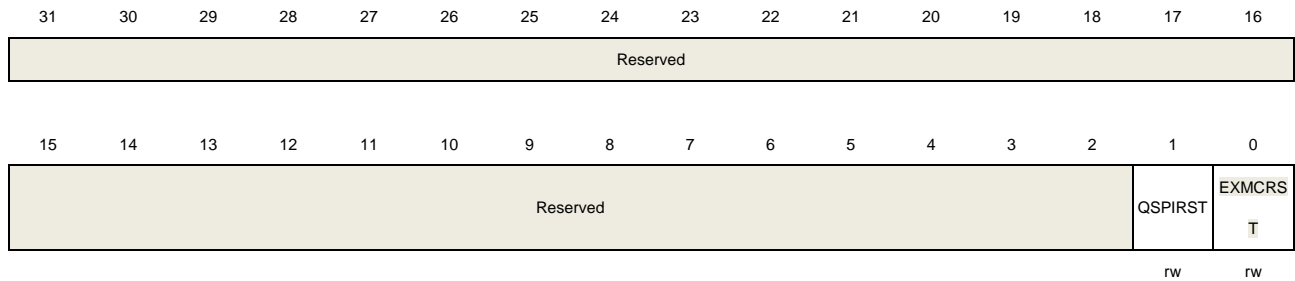 31 30 29 28 27 26 25 24 23 22 21 20 19 18 17 16
Reserved
15 14 13 12 11 10 9 8 7 6 5 4 3 2 1 0
Reserved QSPIRST EXMCRS
T
rw rw